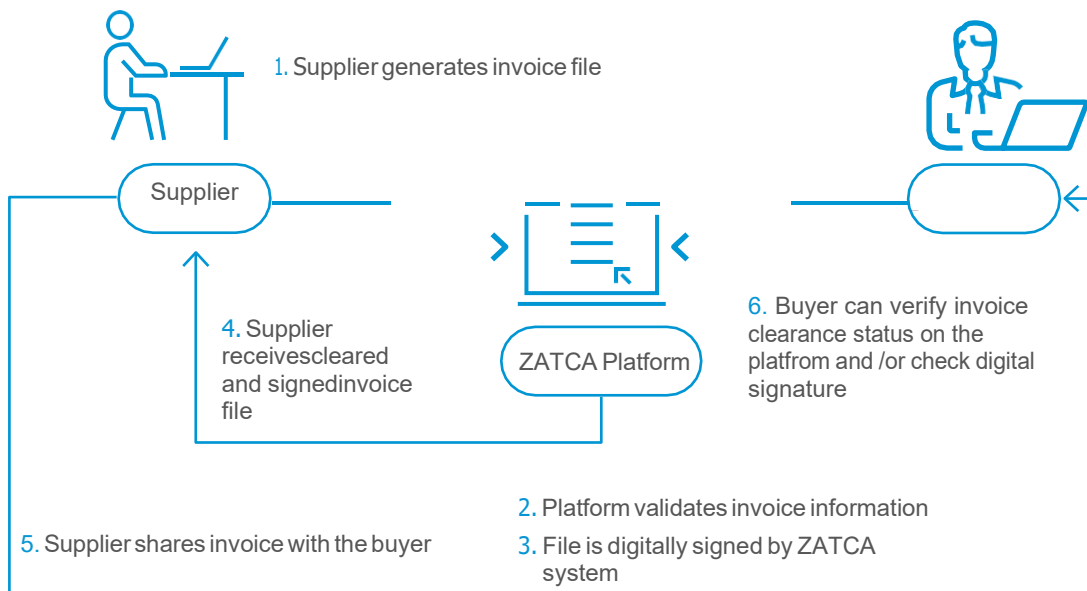 1. Supplier generates invoice file
Supplier
4. Supplier
receivescleared
and signedinvoice
file
ZATCA Platform
6. Buyer can verify invoice
clearance status on the
platfrom and /or check digital
signature
2. Platform validates invoice information
3. File is digitally signed by ZATCA
system
5. Supplier shares invoice with the buyer